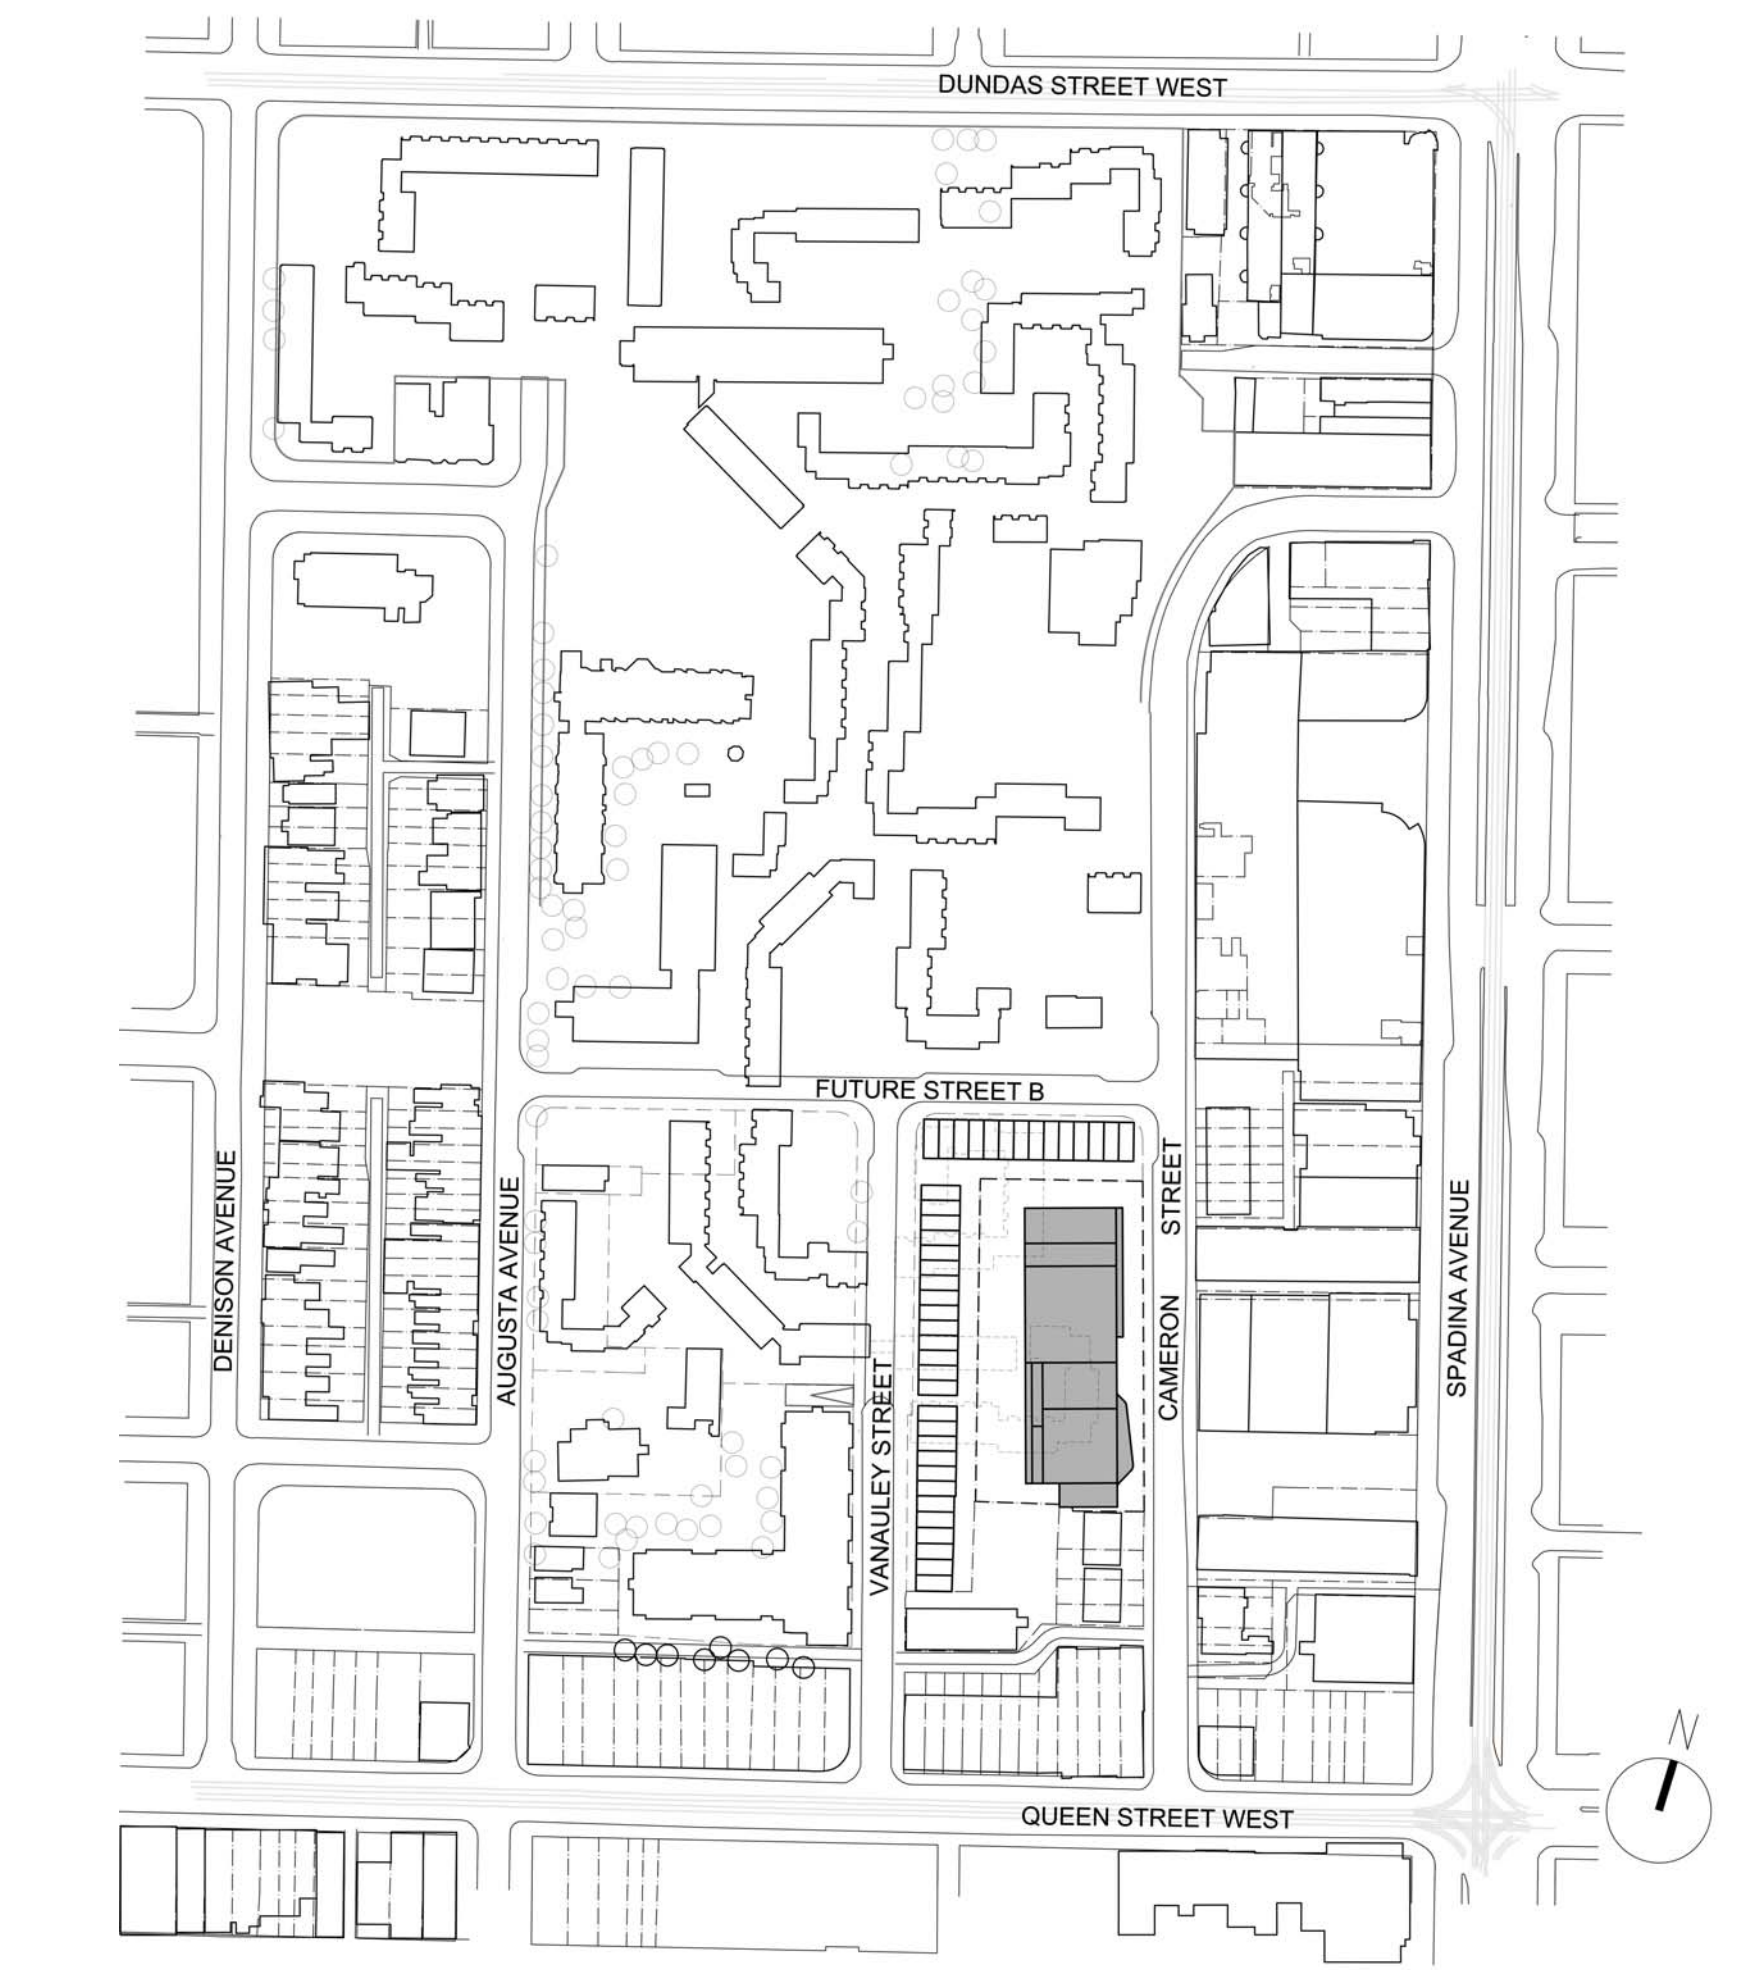 DUNDAS STREET WEST
FUTURE STREET B
DENISON AVENUE
AUGUSTA AVENUE
VANAULEY STREET
CAMERON STREET
SPADINA AVENUE
N
QUEEN STREET WEST